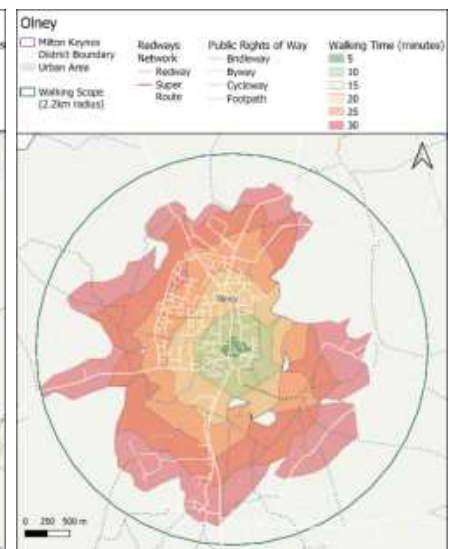 Olney
Milton Keynes
District Boundary
Urban Area
Walking Scope
(2.2km radius)
Redways
Network
Redway
Super
Route
Public Rights of Way
Bridleway
Byway
Cycleway
Footpath
Walking Time (minutes)
5
10
15
20
25
30
Olney
0 250 500 m